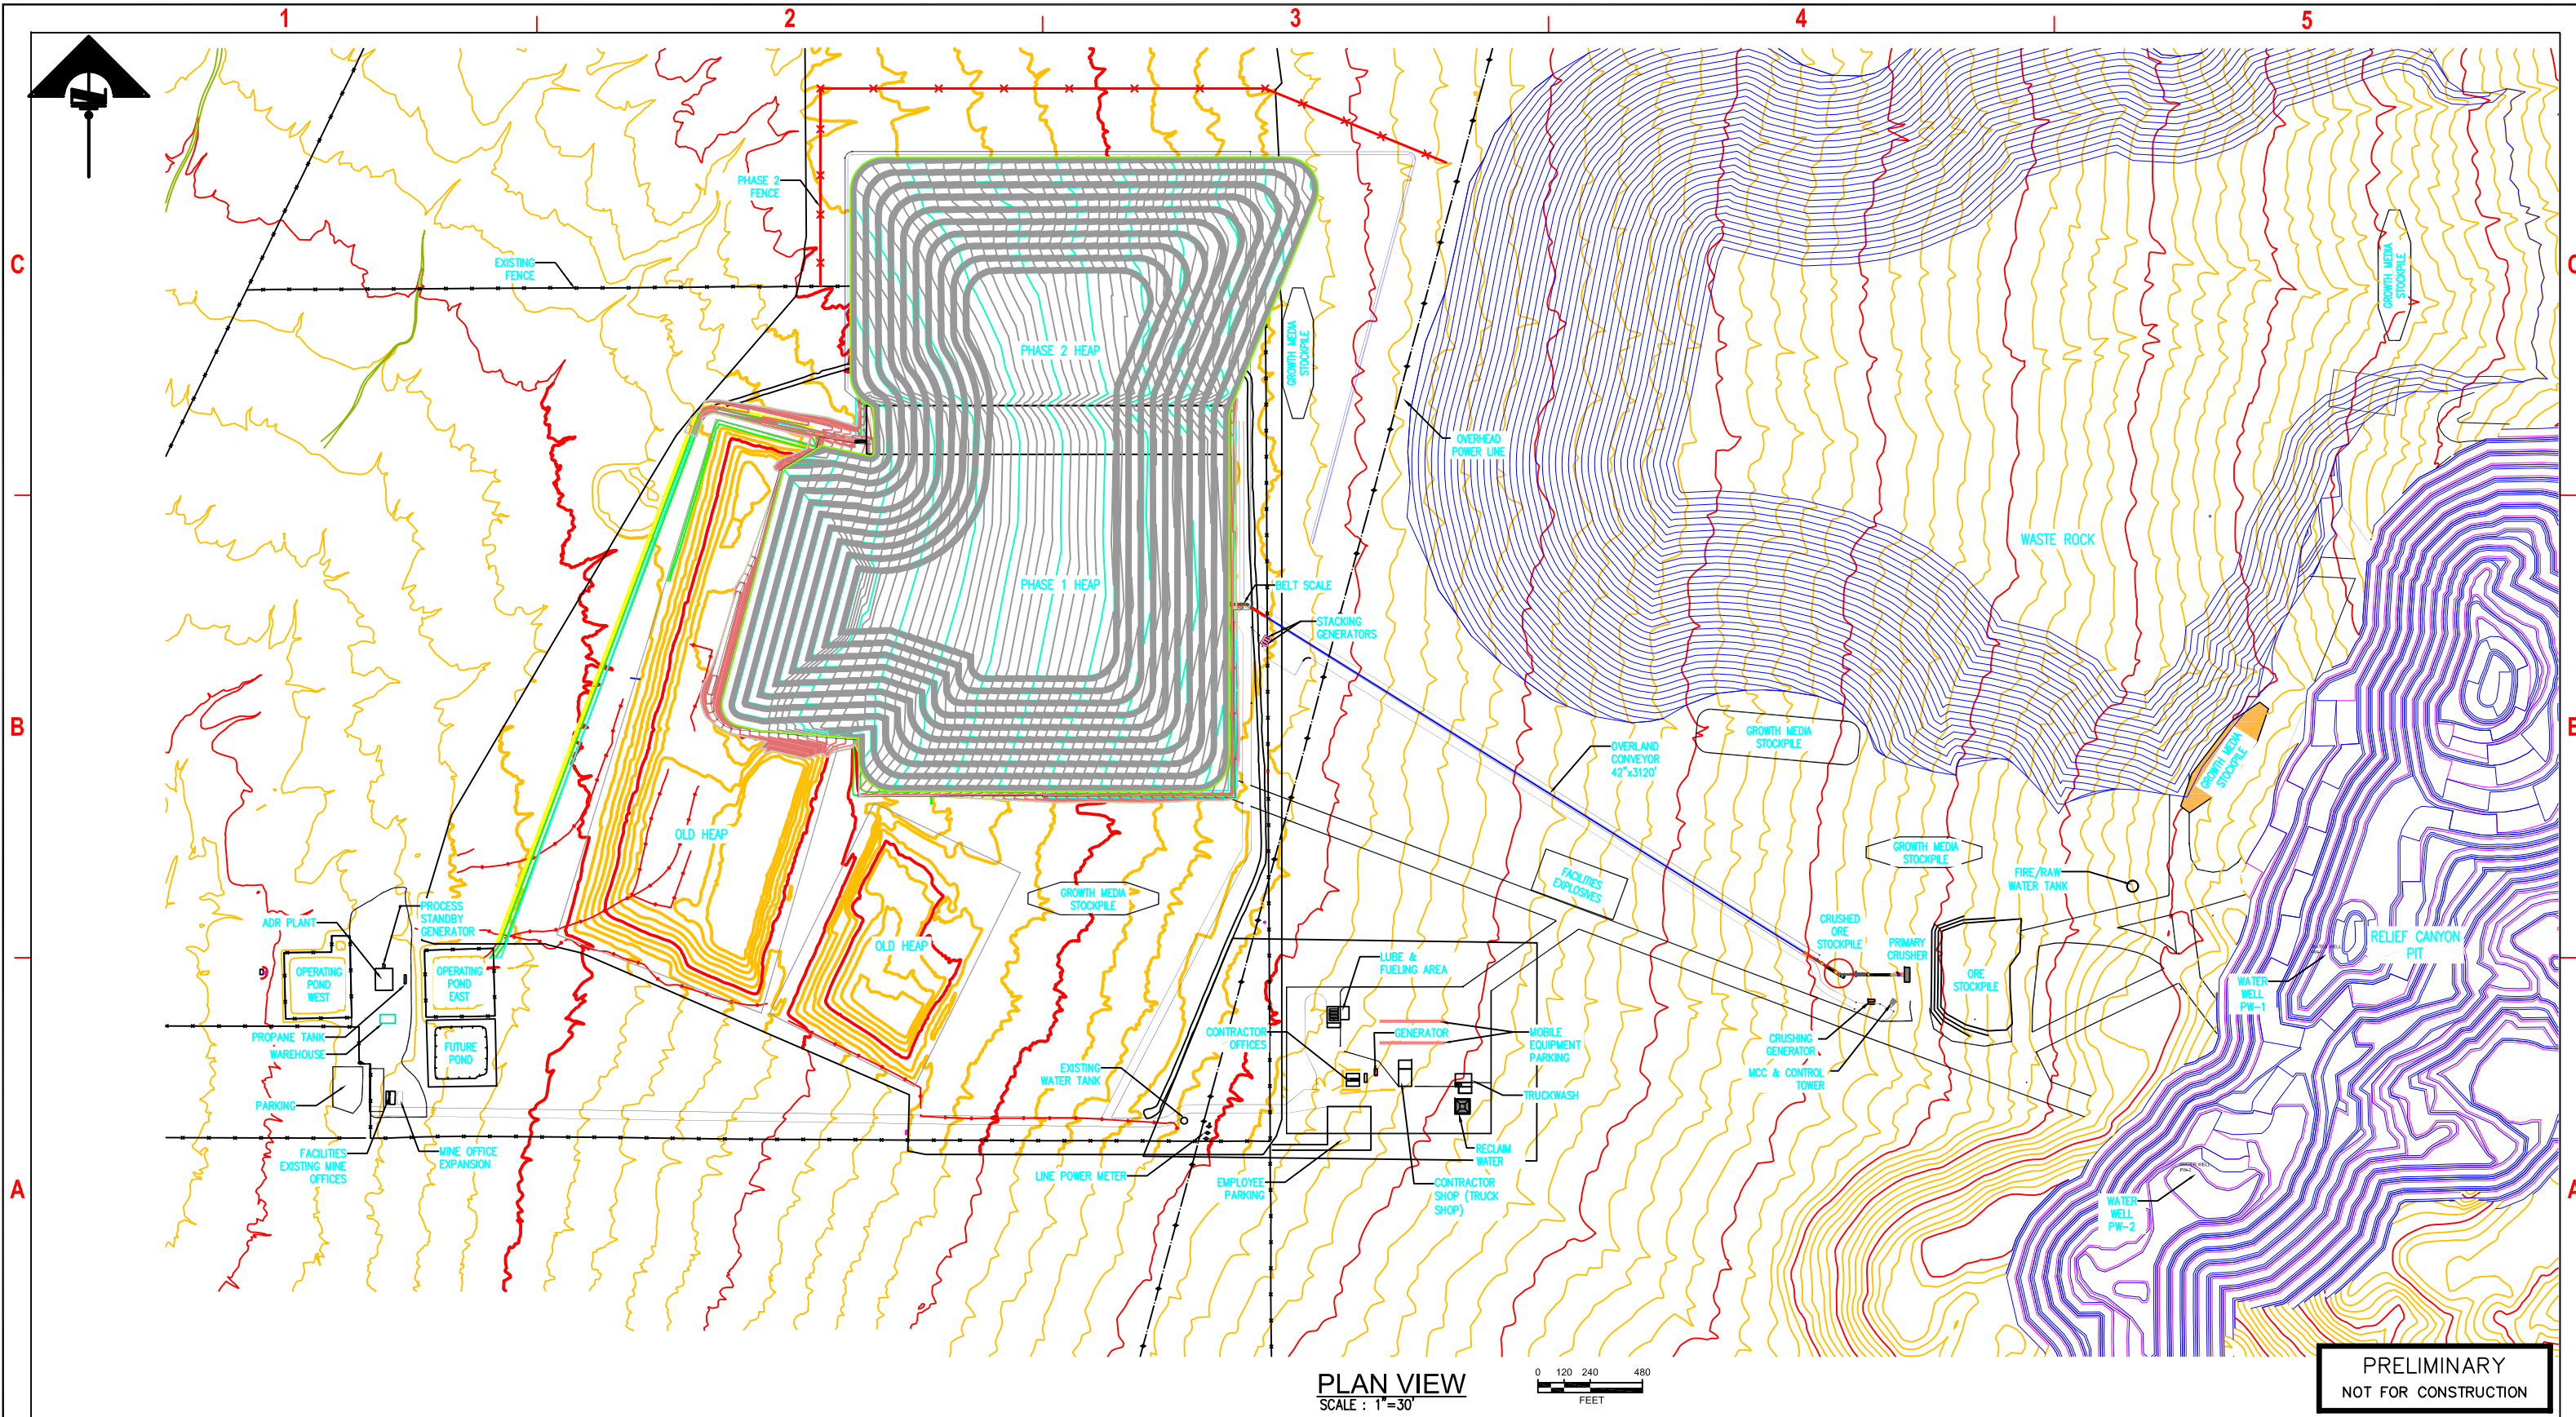 1
2
3
4
5
C
C
B
B
A
A
N
PHASE 2
FENCE
EXISTING
FENCE
PHASE 2 HEAP
GROWTH MEDIA
STOCKPILE
GROWTH MEDIA
STOCKPILE
OVERHEAD
POWER LINE
WASTE ROCK
PHASE 1 HEAP
BELT SCALE
STACKING
GENERATORS
OVERLAND
CONVEYOR
42"x3120'
GROWTH MEDIA
STOCKPILE
GROWTH MEDIA
STOCKPILE
OLD HEAP
OLD HEAP
GROWTH MEDIA
STOCKPILE
GROWTH MEDIA
STOCKPILE
FACILITIES
EXPLOSIVES
FIRE/RAW
WATER TANK
CRUSHED
ORE
STOCKPILE
PRIMARY
CRUSHER
ORE
STOCKPILE
RELIEF CANYON
PIT
WATER WELL
WATER
WELL
PW-1
ADR PLANT
PROCESS
STANDBY
GENERATOR
OPERATING
POND
WEST
OPERATING
POND
EAST
PROPANE TANK
WAREHOUSE
FUTURE
POND
PARKING
FACILITIES
EXISTING MINE
OFFICES
MINE OFFICE
EXPANSION
LUBE &
FUELING AREA
CONTRACTOR
OFFICES
GENERATOR
MOBILE
EQUIPMENT
PARKING
EXISTING
WATER TANK
TRUCKWASH
RECLAIM
WATER
LINE POWER METER
EMPLOYEE
PARKING
CONTRACTOR
SHOP (TRUCK
SHOP)
CRUSHING
GENERATOR
MCC & CONTROL
TOWER
WATER WELL
PW-2
WATER
WELL
PW-2
PLAN VIEW
SCALE : 1"=30'
0 120 240 480
FEET
PRELIMINARY
NOT FOR CONSTRUCTION